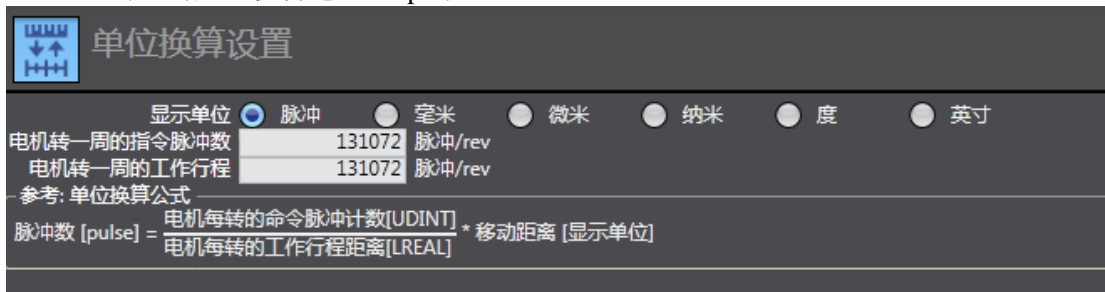 单位换算设置
显示单位 脉冲 毫米 微米 纳米 度 英寸
电机转一周的指令脉冲数 131072 脉冲/rev
电机转一周的工作行程 131072 脉冲/rev
参考: 单位换算公式
脉冲数 [pulse] = 电机每转的命令脉冲计数[UDINT] * 移动距离 [显示单位]
电机每转的工作行程距离[LREAL]